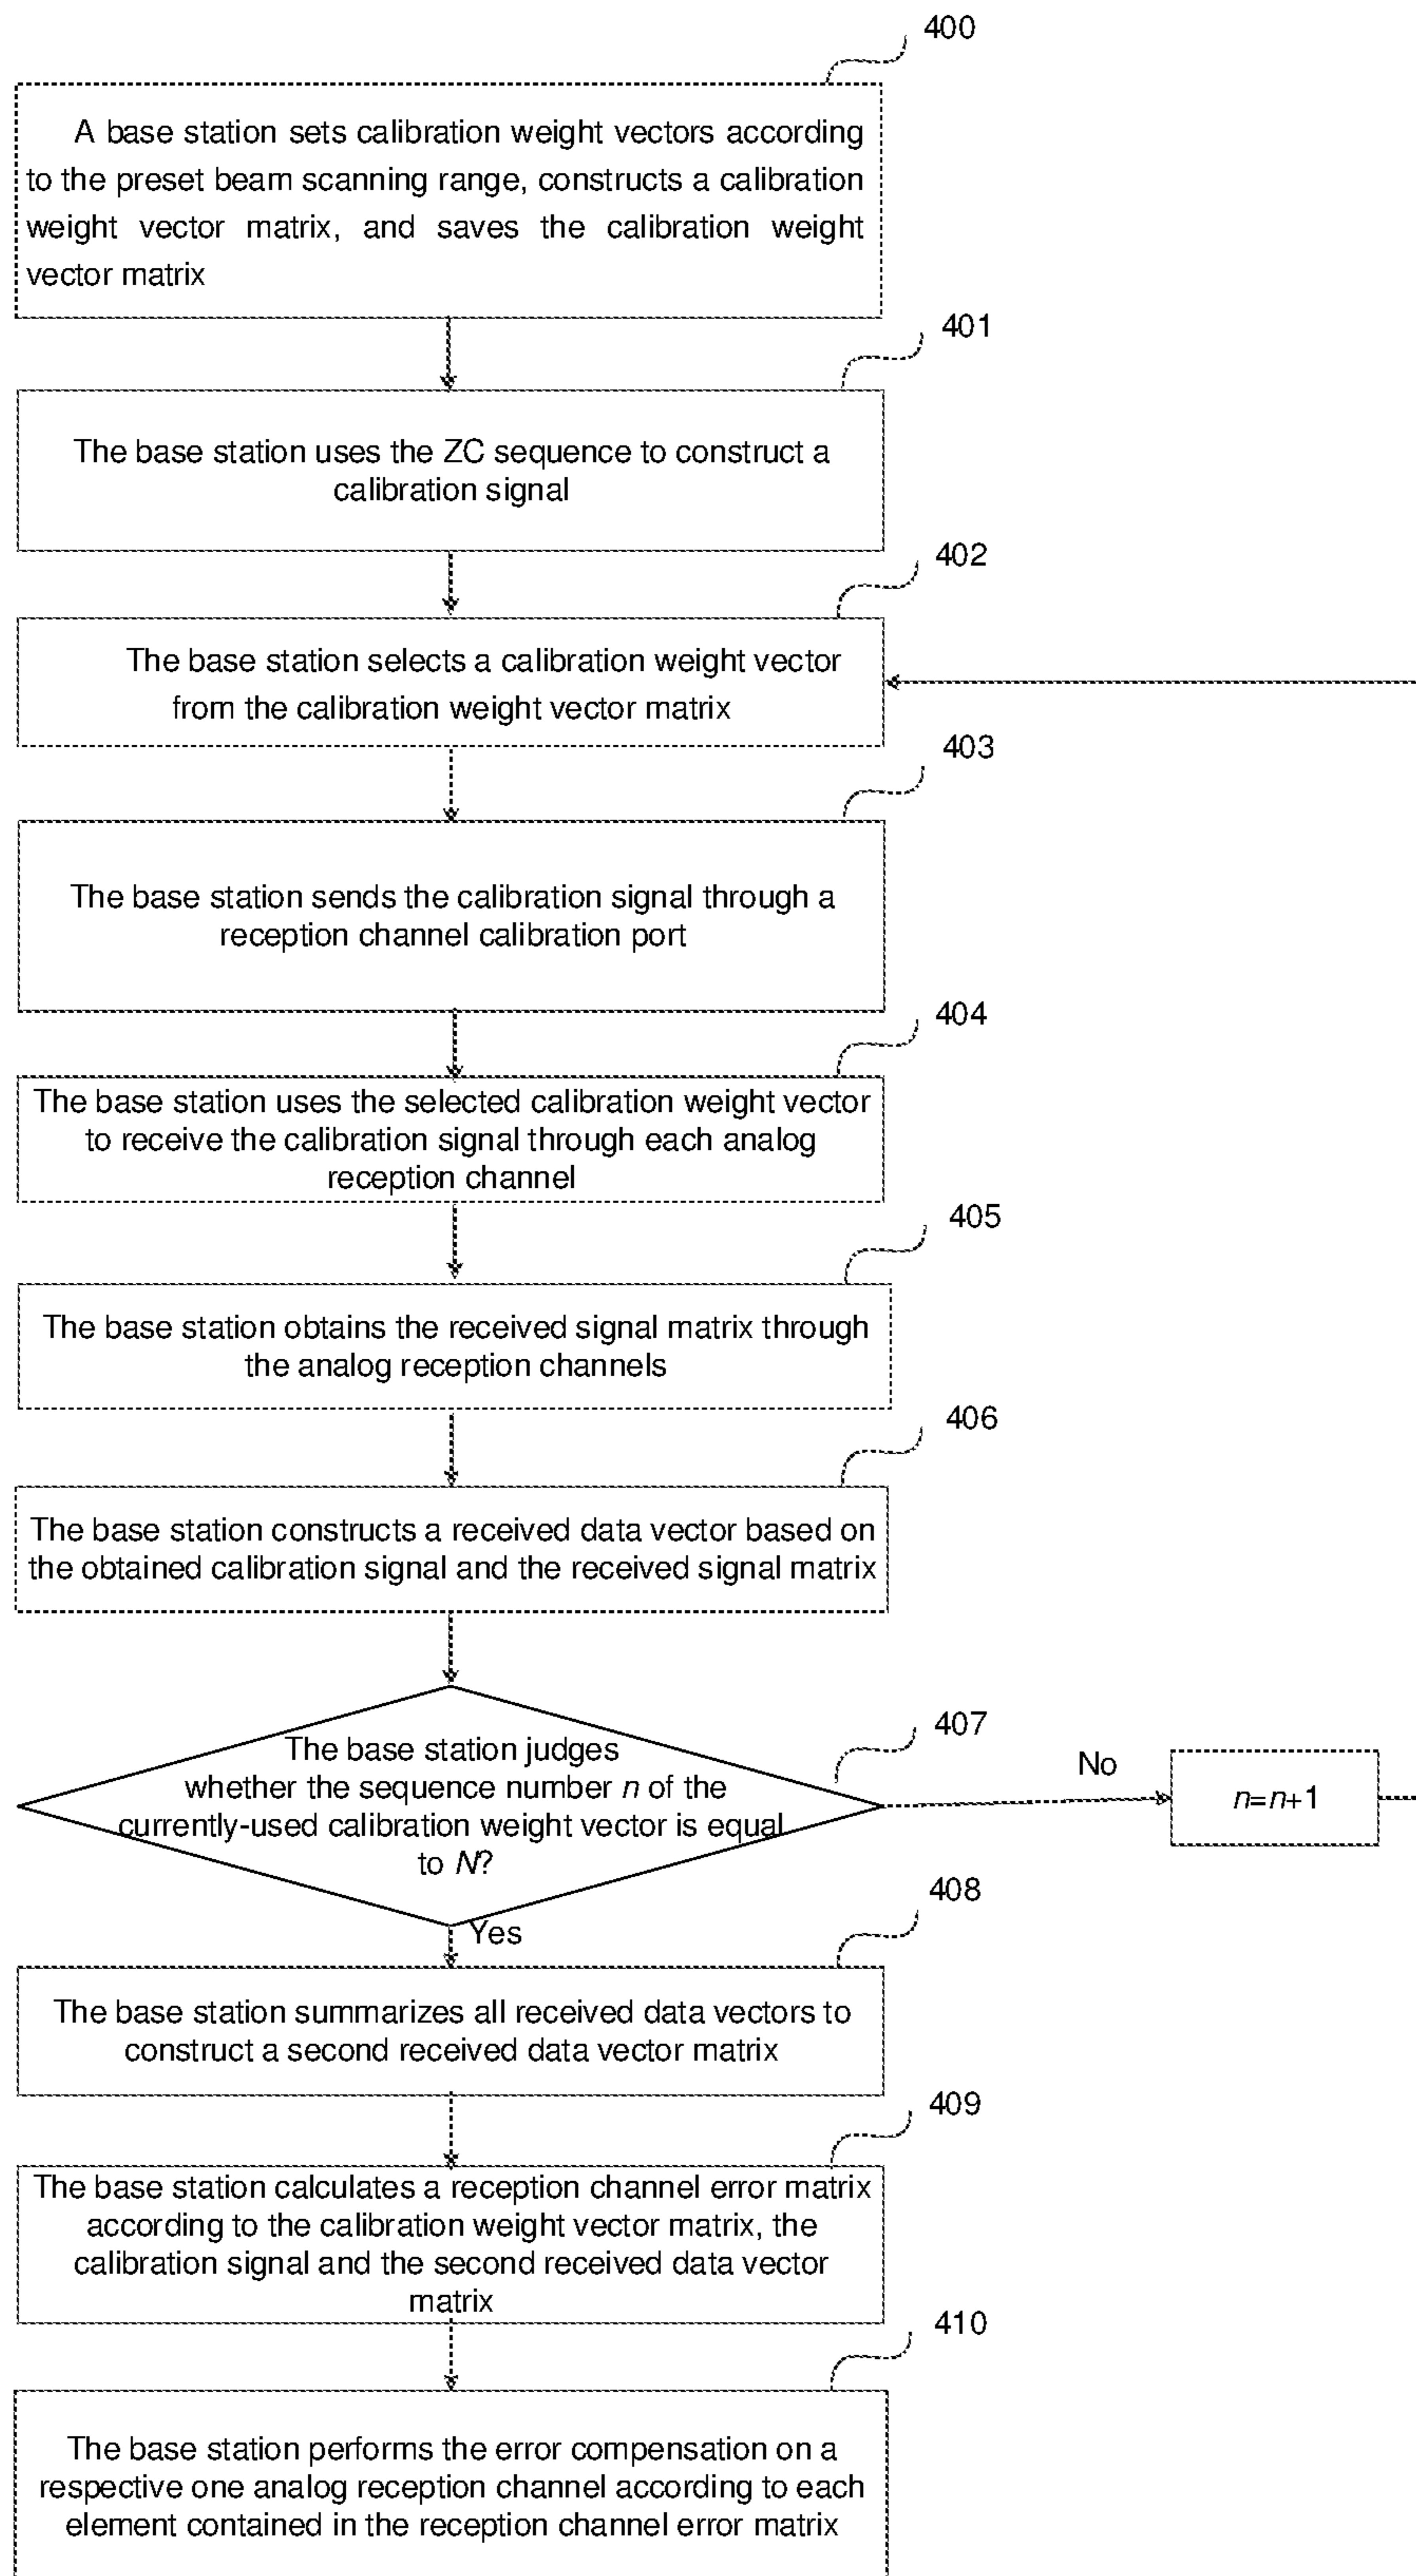 400
A base station sets calibration weight vectors according
to the preset beam scanning range, constructs a calibration
weight vector matrix, and saves the calibration weight
vector matrix
401
The base station uses the ZC sequence to construct a
calibration signal
402
The base station selects a calibration weight vector
from the calibration weight vector matrix
403
The base station sends the calibration signal through a
reception channel calibration port
404
The base station uses the selected calibration weight vector
to receive the calibration signal through each analog
reception channel
405
The base station obtains the received signal matrix through
the analog reception channels
406
The base station constructs a received data vector based on
the obtained calibration signal and the received signal matrix
407
The base station judges
whether the sequence number n of the
currently-used calibration weight vector is equal
to N?
No
n=n+1
Yes
408
The base station summarizes all received data vectors to
construct a second received data vector matrix
409
The base station calculates a reception channel error matrix
according to the calibration weight vector matrix, the
calibration signal and the second received data vector
matrix
410
The base station performs the error compensation on a
respective one analog reception channel according to each
element contained in the reception channel error matrix